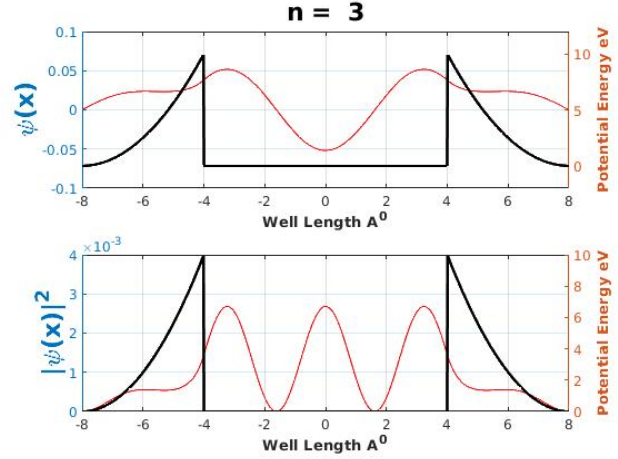 n = 3
ψ(x)
0.1
0.05
0
-0.05
-0.1
10
5
0
Potential Energy eV
-8 -6 -4 -2 0 2 4 6 8
Well Length A⁰
×10⁻³
|ψ(x)|²
4
3
2
1
0
10
8
6
4
2
0
Potential Energy eV
-8 -6 -4 -2 0 2 4 6 8
Well Length A⁰